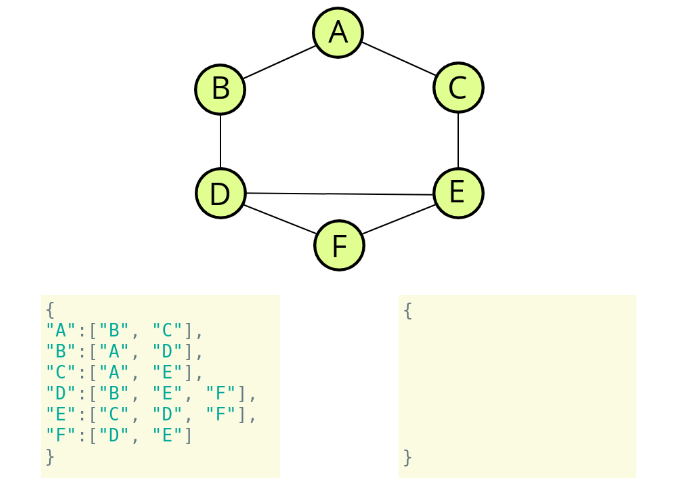 A
B
C
D
E
F
{
"A":["B", "C"],
"B":["A", "D"],
"C":["A", "E"],
"D":["B", "E", "F"],
"E":["C", "D", "F"],
"F":["D", "E"]
}
{
}